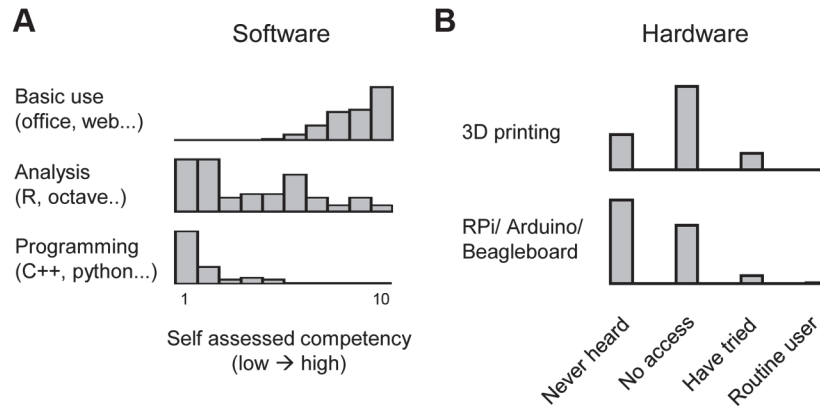 A
Software
Basic use
(office, web...)
Analysis
(R, octave..)
Programming
(C++, python...)
1
10
Self assessed competency
(low → high)
B
Hardware
3D printing
RPi/ Arduino/
Beagleboard
Never heard
No access
Have tried
Routine user